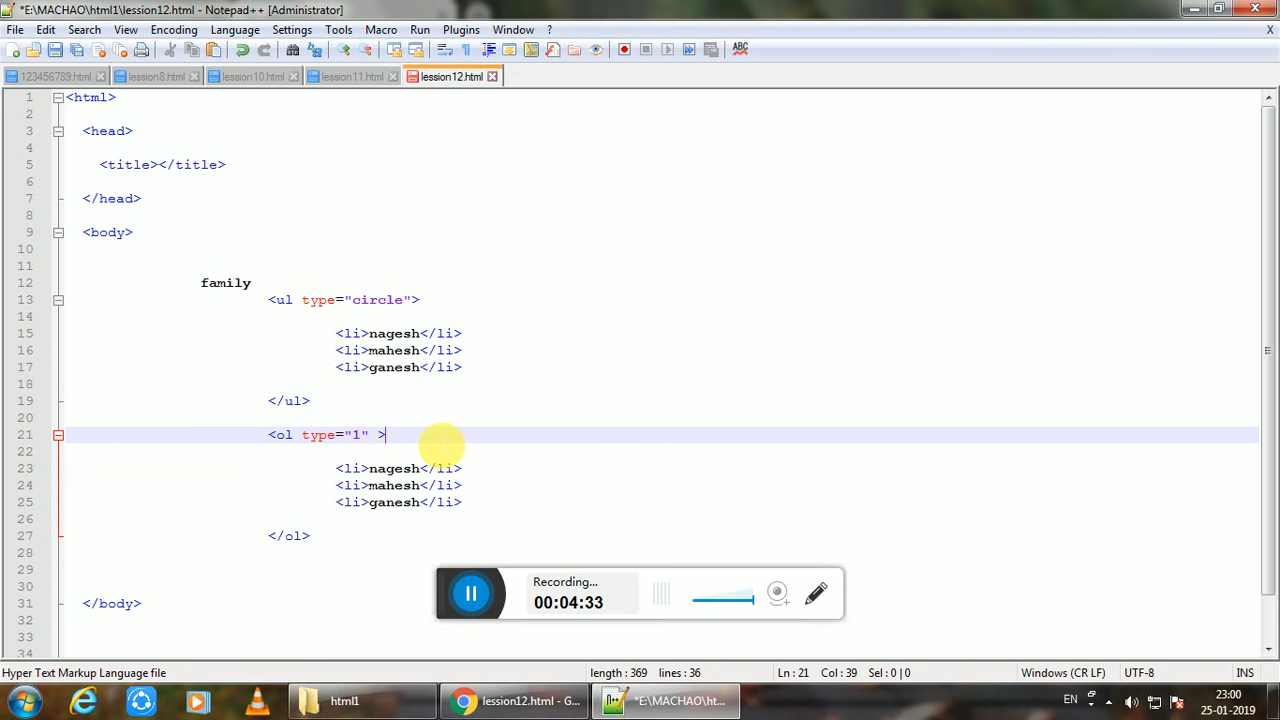 *E:\MACHAO\html1\lession12.html - Notepad++ [Administrator]
File Edit Search View Encoding Language Settings Tools Macro Run Plugins Window ? X
ABC
123456789.html lession8.html lession10.html lession11.html lession12.html
1 <html>
2
3 <head>
4
5 <title></title>
6
7 </head>
8
9 <body>
10
11
12 family
13 <ul type="circle">
14
15 <li>nagesh</li>
16 <li>mahesh</li>
17 <li>ganesh</li>
18
19 </ul>
20
21 <ol type="1" >
22
23 <li>nagesh</li>
24 <li>mahesh</li>
25 <li>ganesh</li>
26
27 </ol>
28
29
30
31 </body>
32
33
34
Recording...
00:04:33
Hyper Text Markup Language file length : 369 lines : 36 Ln : 21 Col : 39 Sel : 0 | 0 Windows (CR LF) UTF-8 INS
html1 lession12.html - G... *E:\MACHAO\ht... EN 23:00
25-01-2019